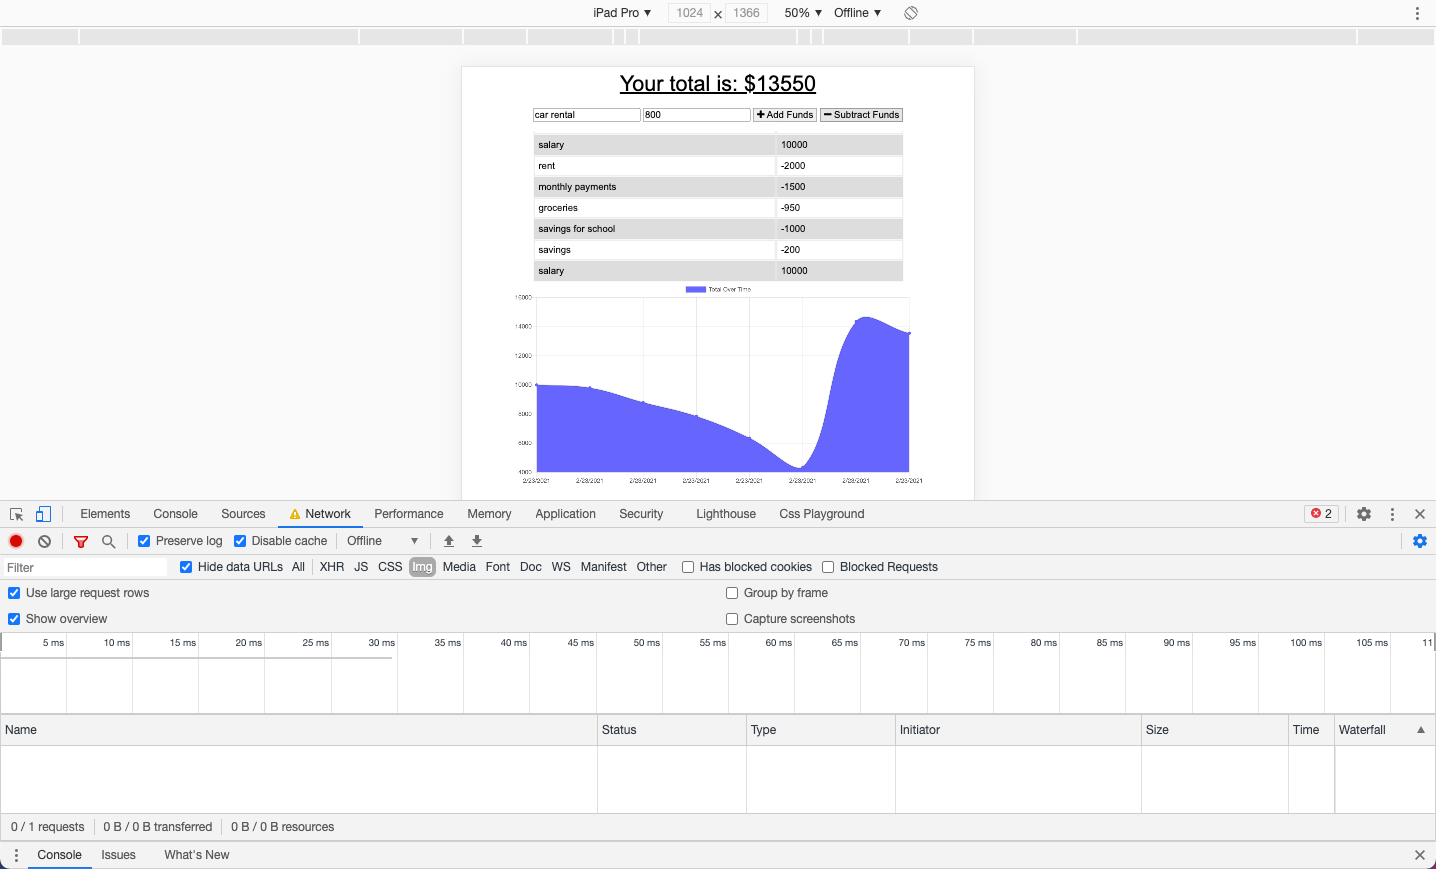 iPad Pro ▼ 1024 × 1366 50% ▼ Offline ▼
Your total is: $13550
car rental 800 + Add Funds − Subtract Funds
salary 10000
rent -2000
monthly payments -1500
groceries -950
savings for school -1000
savings -200
salary 10000
Total Over Time
16000
14000
12000
10000
8000
6000
4000
2/23/2021 2/23/2021 2/23/2021 2/23/2021 2/23/2021 2/23/2021 2/23/2021 2/23/2021
Elements Console Sources Network Performance Memory Application Security Lighthouse Css Playground 2
Preserve log Disable cache Offline ▼
Filter Hide data URLs All XHR JS CSS Img Media Font Doc WS Manifest Other Has blocked cookies Blocked Requests
Use large request rows Group by frame
Show overview Capture screenshots
5 ms 10 ms 15 ms 20 ms 25 ms 30 ms 35 ms 40 ms 45 ms 50 ms 55 ms 60 ms 65 ms 70 ms 75 ms 80 ms 85 ms 90 ms 95 ms 100 ms 105 ms 11
Name Status Type Initiator Size Time Waterfall ▲
0 / 1 requests 0 B / 0 B transferred 0 B / 0 B resources
Console Issues What's New